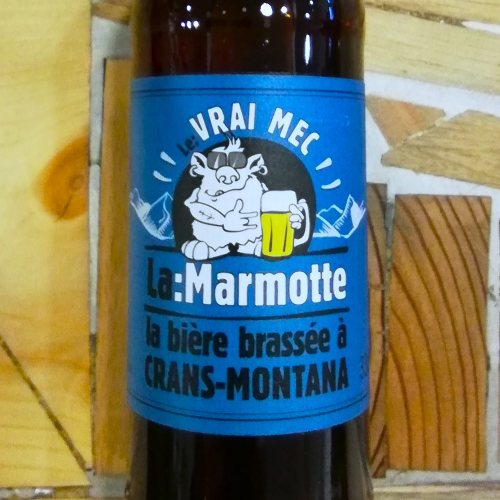 Le: VRAI MEC
La:Marmotte
la bière brassée à
CRANS-MONTANA